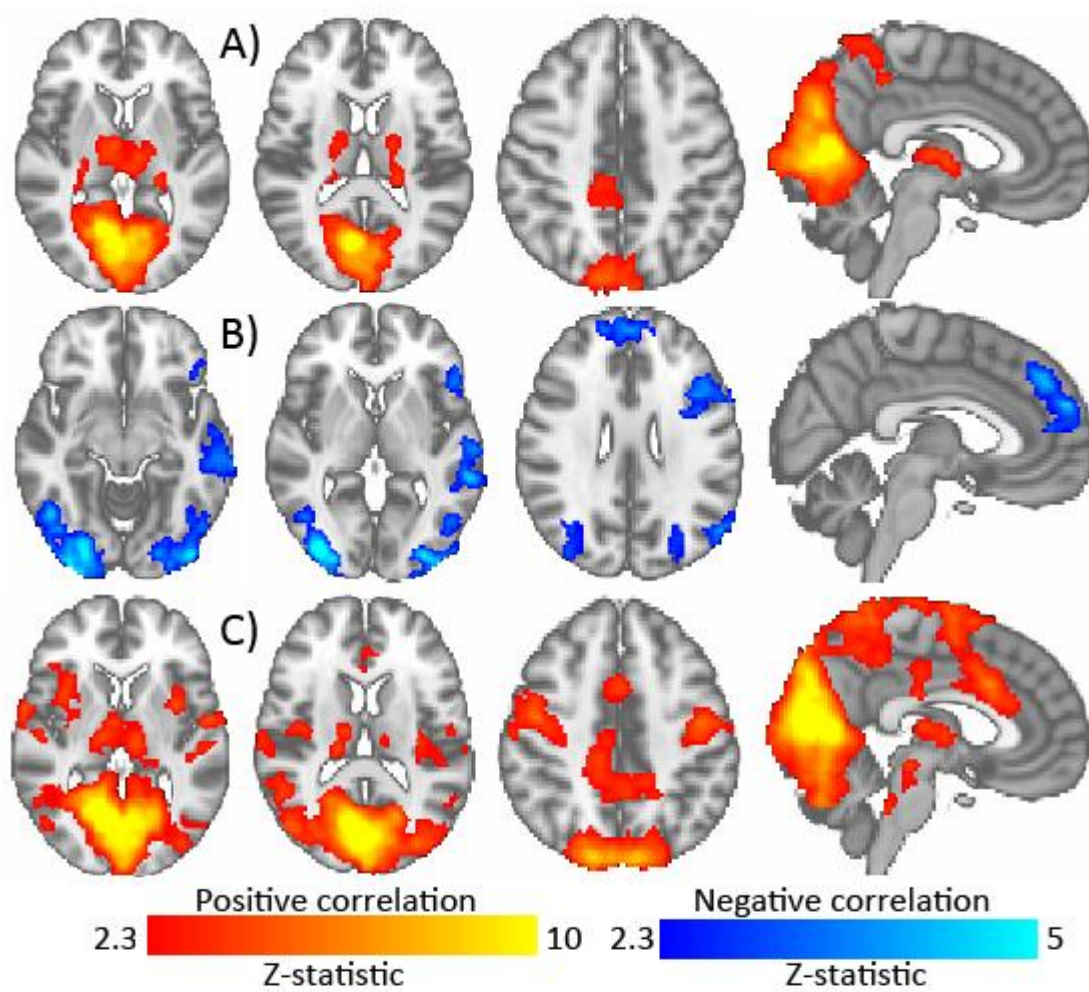 A)
B)
C)
Positive correlation
2.3 10
Z-statistic
Negative correlation
2.3 5
Z-statistic